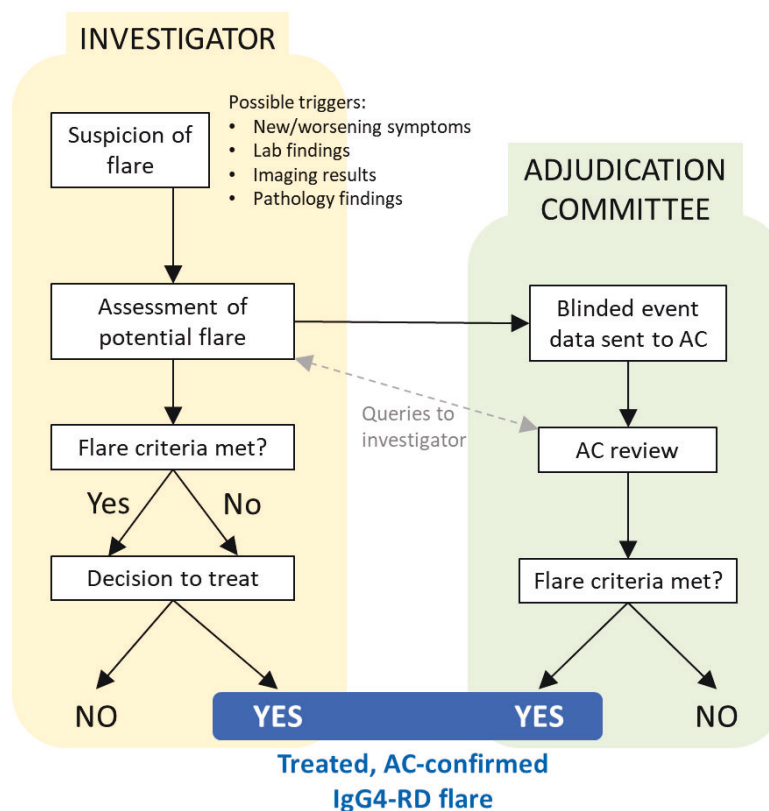 INVESTIGATOR
Suspicion of
flare
Possible triggers:
• New/worsening symptoms
• Lab findings
• Imaging results
• Pathology findings
ADJUDICATION
COMMITTEE
Assessment of
potential flare
Blinded event
data sent to AC
Queries to
investigator
Flare criteria met?
AC review
Yes
No
Decision to treat
Flare criteria met?
NO
YES
YES
NO
Treated, AC-confirmed
IgG4-RD flare